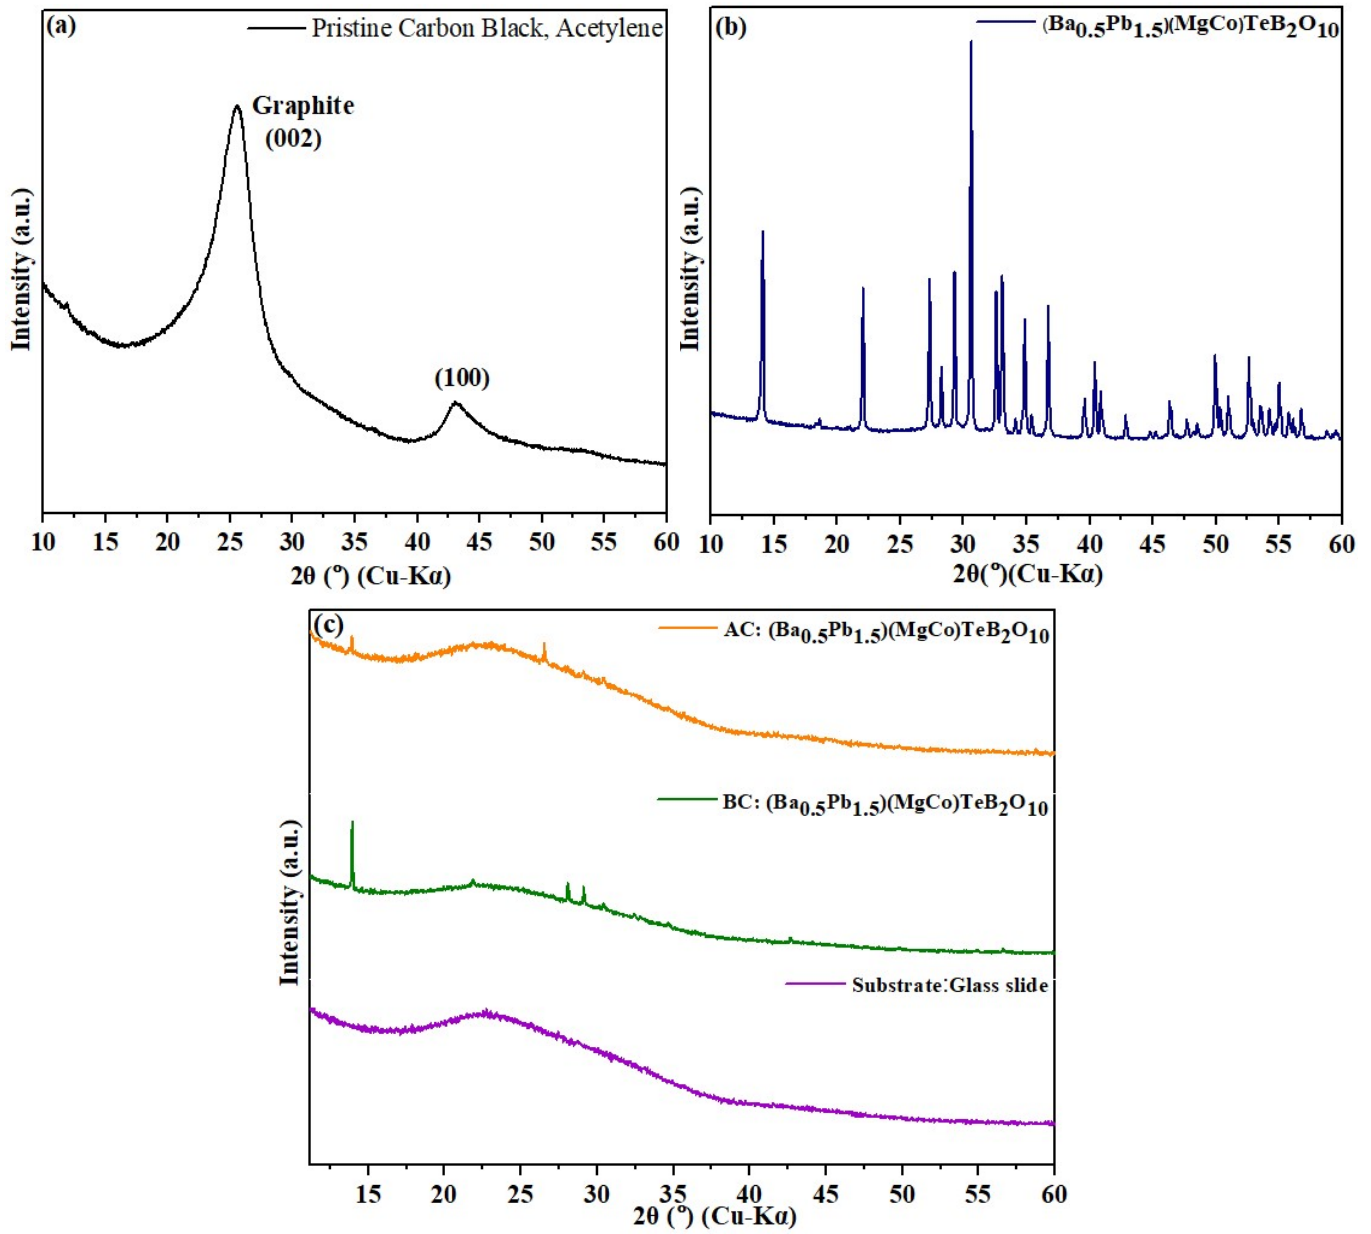 (a)
Pristine Carbon Black, Acetylene
Graphite
(002)
(100)
Intensity (a.u.)
10 15 20 25 30 35 40 45 50 55 60
2θ (°) (Cu-Kα)
(b)
(Ba0.5Pb1.5)(MgCo)TeB2O10
Intensity (a.u.)
10 15 20 25 30 35 40 45 50 55 60
2θ(°)(Cu-Kα)
(c)
AC: (Ba0.5Pb1.5)(MgCo)TeB2O10
BC: (Ba0.5Pb1.5)(MgCo)TeB2O10
Substrate:Glass slide
Intensity (a.u.)
15 20 25 30 35 40 45 50 55 60
2θ (°) (Cu-Kα)